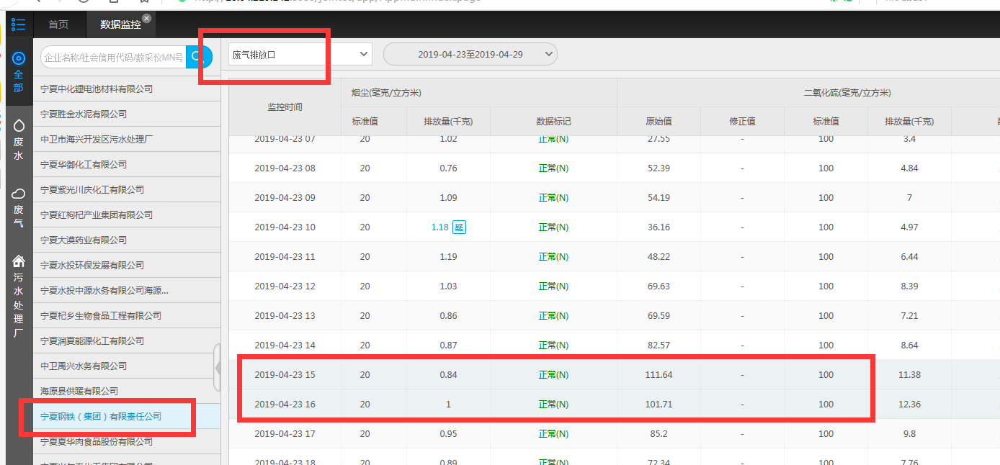 首页
数据监控
全部
废水
废气
污水处理厂
企业名称/社会信用代码/数采仪MN号
宁夏中化锂电池材料有限公司
宁夏胜金水泥有限公司
中卫市海兴开发区污水处理厂
宁夏华御化工有限公司
宁夏紫光川庆化工有限公司
宁夏红枸杞产业集团有限公司
宁夏大漠药业有限公司
宁夏水投环保发展有限公司
宁夏水投中源水务有限公司海源...
宁夏杞乡生物食品工程有限公司
宁夏润夏能源化工有限公司
中卫禹兴水务有限公司
海原县供暖有限公司
宁夏钢铁（集团）有限责任公司
宁夏夏华肉食品股份有限公司
废气排放口
2019-04-23至2019-04-29
监控时间 烟尘(毫克/立方米) 二氧化硫(毫克/立方米)
标准值 排放量(千克) 数据标记 原始值 修正值 标准值 排放量(千克)
2019-04-23 07 20 1.02 正常(N) 27.55 - 100 3.4
2019-04-23 08 20 0.76 正常(N) 52.39 - 100 4.84
2019-04-23 09 20 1.09 正常(N) 54.19 - 100 7
2019-04-23 10 20 1.18 疑 正常(N) 36.16 - 100 4.97
2019-04-23 11 20 1.19 正常(N) 48.22 - 100 6.44
2019-04-23 12 20 1.03 正常(N) 69.63 - 100 8.39
2019-04-23 13 20 0.86 正常(N) 69.59 - 100 7.21
2019-04-23 14 20 0.87 正常(N) 82.57 - 100 8.64
2019-04-23 15 20 0.84 正常(N) 111.64 - 100 11.38
2019-04-23 16 20 1 正常(N) 101.71 - 100 12.36
2019-04-23 17 20 0.95 正常(N) 85.2 - 100 9.8
2019-04-23 18 20 0.89 正常(N) 72.34 - 100 7.76